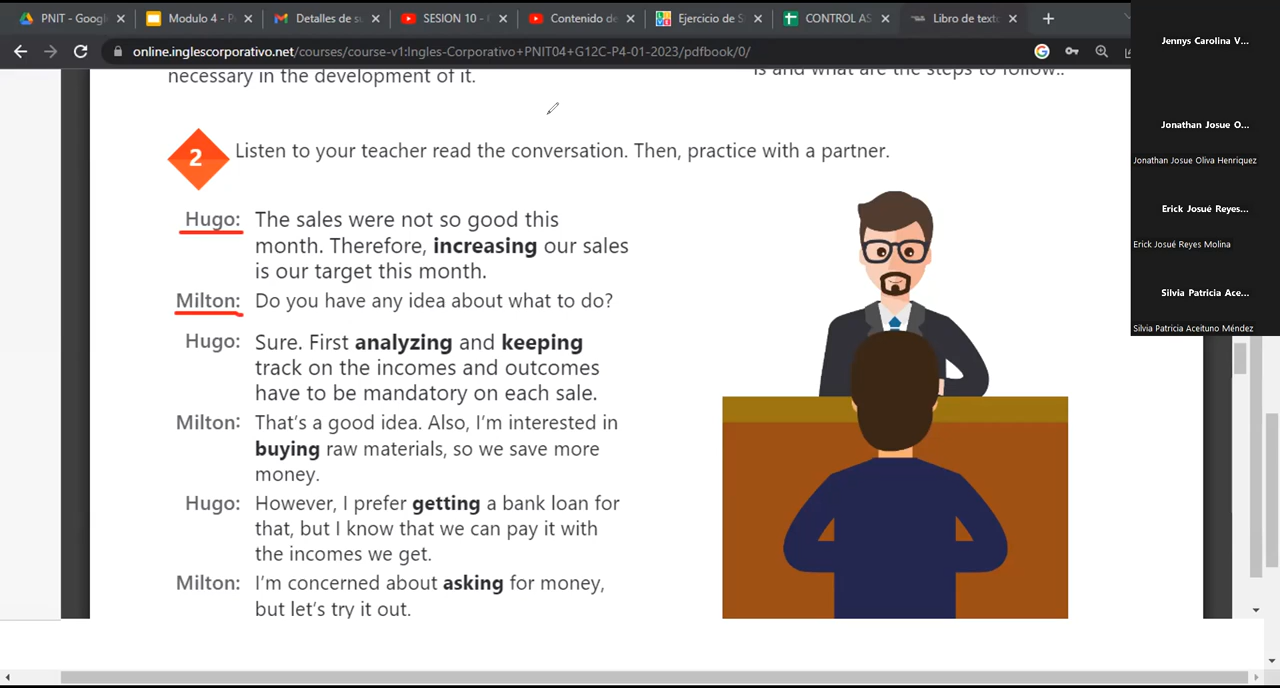 PNIT - Goog
Modulo 4 - P
Detalles de su
SESION 10 -
Contenido de
Ejercicio de S
CONTROL AS
Libro de texto
online.inglescorporativo.net/courses/course-v1:Ingles-Corporativo+PNIT04+G12C-P4-01-2023/pdfbook/0/
necessary in the development of it.
is and what are the steps to follow..
2
Listen to your teacher read the conversation. Then, practice with a partner.
Hugo: The sales were not so good this
month. Therefore, increasing our sales
is our target this month.
Milton: Do you have any idea about what to do?
Hugo: Sure. First analyzing and keeping
track on the incomes and outcomes
have to be mandatory on each sale.
Milton: That's a good idea. Also, I'm interested in
buying raw materials, so we save more
money.
Hugo: However, I prefer getting a bank loan for
that, but I know that we can pay it with
the incomes we get.
Milton: I'm concerned about asking for money,
but let's try it out.
Jennys Carolina V...
Jonathan Josue O...
Jonathan Josue Oliva Henriquez
Erick Josué Reyes...
Erick Josué Reyes Molina
Silvia Patricia Ace...
Silvia Patricia Aceituno Méndez